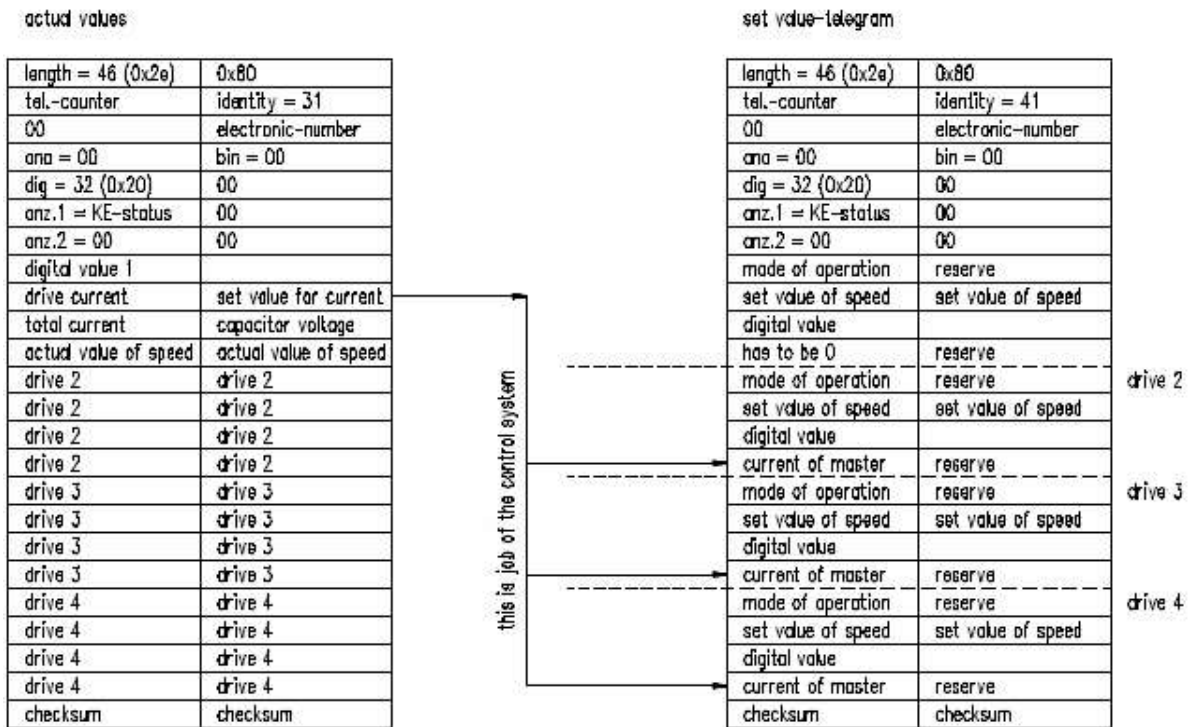 actual values
length = 46 (0x2e) 0x80
tel.-counter identity = 31
00 electronic-number
ana = 00 bin = 00
dig = 32 (0x20) 00
anz.1 = KE-status 00
anz.2 = 00 00
digital value 1
drive current set value for current
total current capacitor voltage
actual value of speed actual value of speed
drive 2 drive 2
drive 2 drive 2
drive 2 drive 2
drive 2 drive 2
drive 3 drive 3
drive 3 drive 3
drive 3 drive 3
drive 3 drive 3
drive 4 drive 4
drive 4 drive 4
drive 4 drive 4
drive 4 drive 4
checksum checksum
this is job of the control system
set value-telegram
length = 46 (0x2e) 0x80
tel.-counter identity = 41
00 electronic-number
ana = 00 bin = 00
dig = 32 (0x20) 00
anz.1 = KE-status 00
anz.2 = 00 00
mode of operation reserve
set value of speed set value of speed
digital value
has to be 0 reserve
mode of operation reserve drive 2
set value of speed set value of speed
digital value
current of master reserve
mode of operation reserve drive 3
set value of speed set value of speed
digital value
current of master reserve
mode of operation reserve drive 4
set value of speed set value of speed
digital value
current of master reserve
checksum checksum